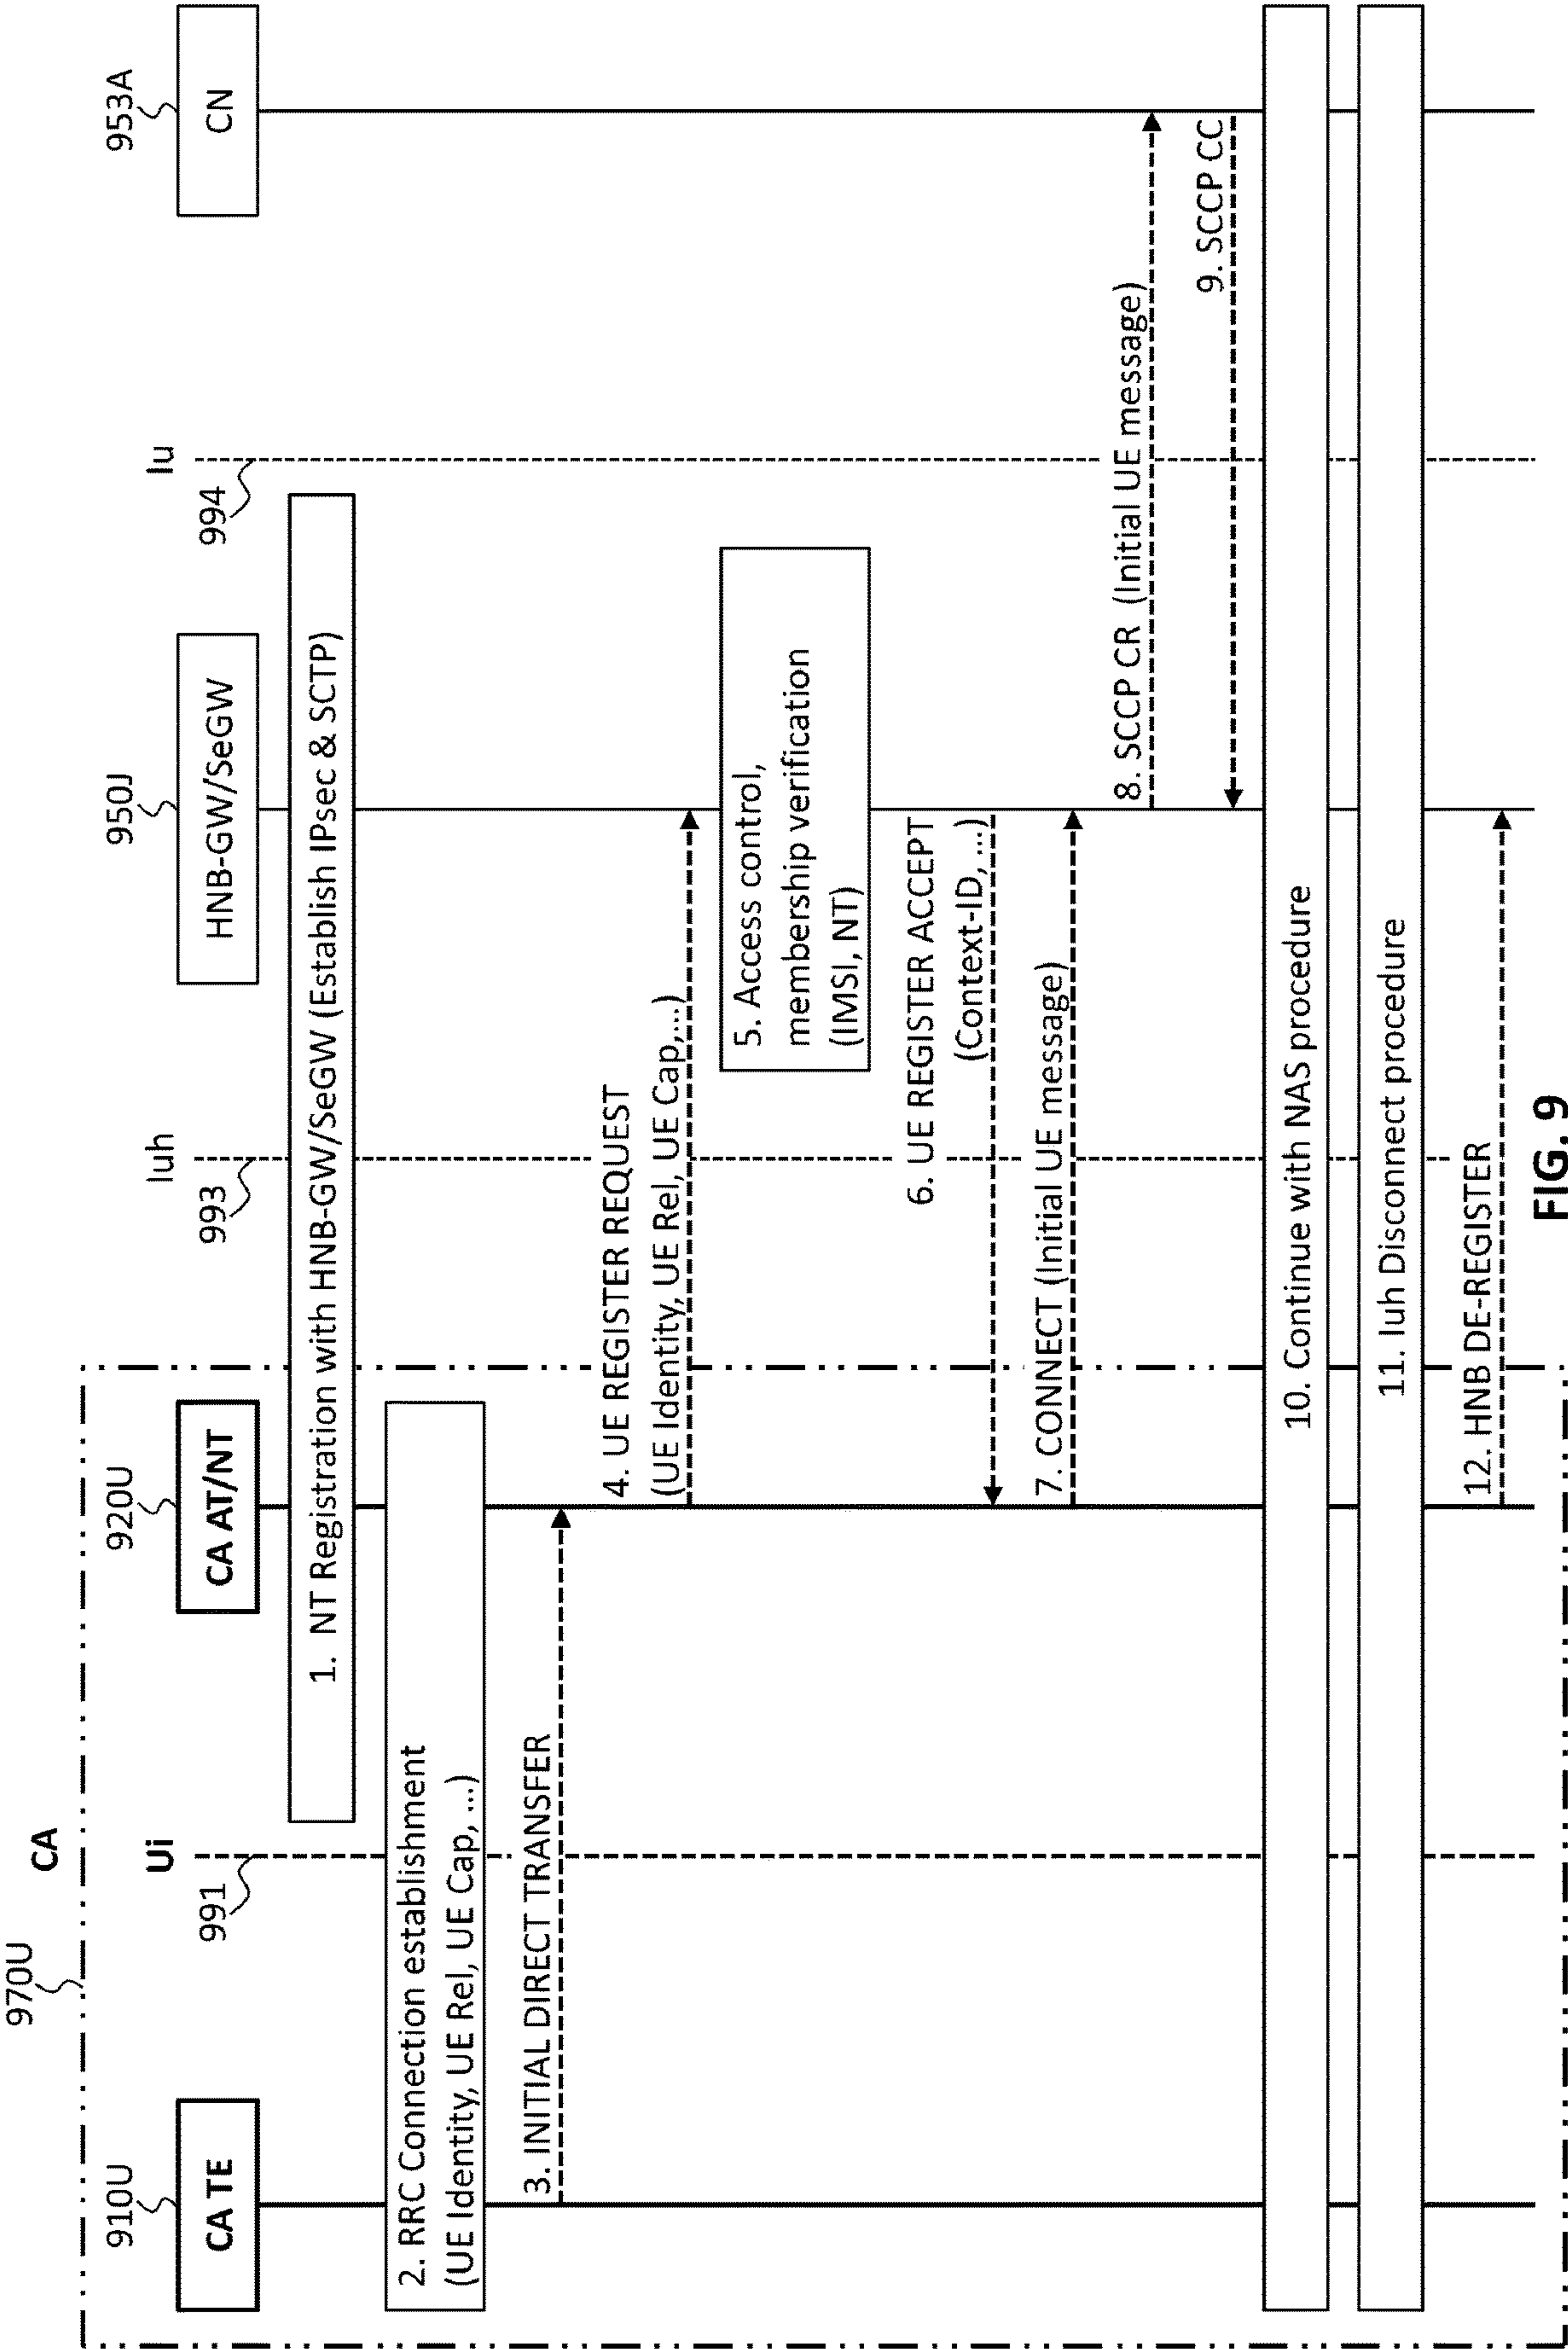 970U
CA
910U
CA TE
Ui
991
920U
CA AT/NT
Iuh
993
950J
HNB-GW/SeGW
Iu
994
953A
CN
1. NT Registration with HNB-GW/SeGW (Establish IPsec & SCTP)
2. RRC Connection establishment
(UE Identity, UE Rel, UE Cap, ...)
3. INITIAL DIRECT TRANSFER
4. UE REGISTER REQUEST
(UE Identity, UE Rel, UE Cap,...)
5. Access control,
membership verification
(IMSI, NT)
6. UE REGISTER ACCEPT
(Context-ID, ...)
7. CONNECT (Initial UE message)
8. SCCP CR (Initial UE message)
9. SCCP CC
10. Continue with NAS procedure
11. Iuh Disconnect procedure
12. HNB DE-REGISTER
FIG. 9